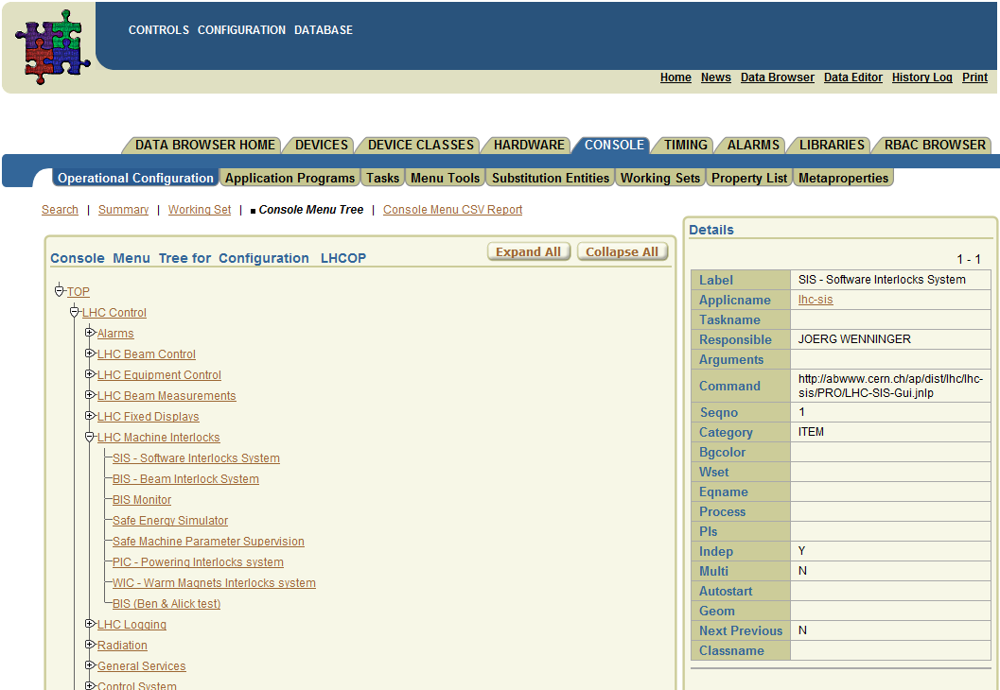 CONTROLS CONFIGURATION DATABASE
Home News Data Browser Data Editor History Log Print
DATA BROWSER HOME DEVICES DEVICE CLASSES HARDWARE CONSOLE TIMING ALARMS LIBRARIES RBAC BROWSER
Operational Configuration Application Programs Tasks Menu Tools Substitution Entities Working Sets Property List Metaproperties
Search | Summary | Working Set | Console Menu Tree | Console Menu CSV Report
Console Menu Tree for Configuration LHCOP
Expand All Collapse All
TOP
LHC Control
Alarms
LHC Beam Control
LHC Equipment Control
LHC Beam Measurements
LHC Fixed Displays
LHC Machine Interlocks
SIS - Software Interlocks System
BIS - Beam Interlock System
BIS Monitor
Safe Energy Simulator
Safe Machine Parameter Supervision
PIC - Powering Interlocks system
WIC - Warm Magnets Interlocks system
BIS (Ben & Alick test)
LHC Logging
Radiation
General Services
Control System
Details
1 - 1
Label SIS - Software Interlocks System
Applicname lhc-sis
Taskname
Responsible JOERG WENNINGER
Arguments
Command http://abwww.cern.ch/ap/dist/lhc/lhc-
sis/PRO/LHC-SIS-Gui.jnlp
Seqno 1
Category ITEM
Bgcolor
Wset
Eqname
Process
Pls
Indep Y
Multi N
Autostart
Geom
Next Previous N
Classname